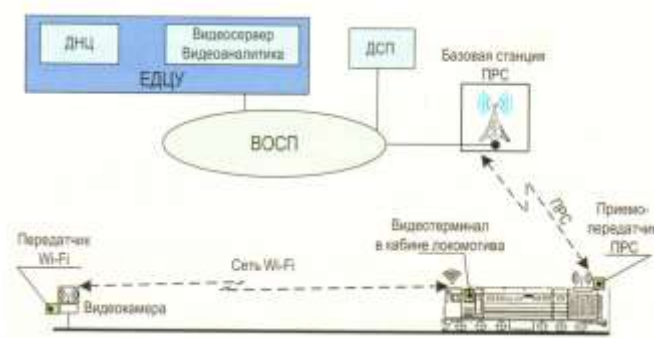 ДНЦ
Видеосервер
Видеоаналитика
ЕДЦУ
ДСП
Базовая станция
ПРС
ВОСП
ПРС
Приемо-
передатчик
ПРС
Видеотерминал
в кабине локомотива
Передатчик
Wi-Fi
Сеть Wi-Fi
Видеокамера